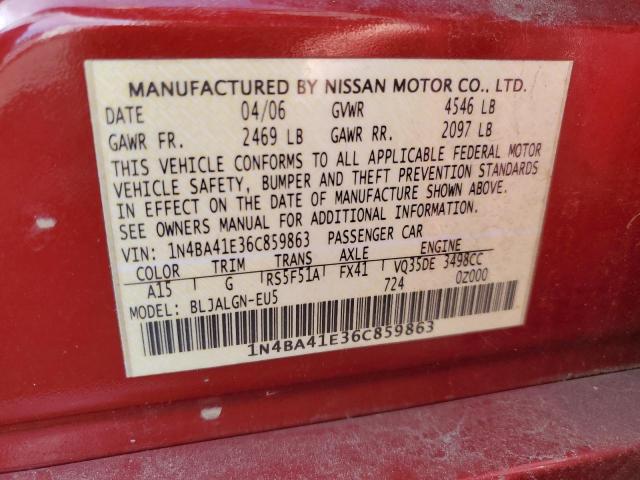 MANUFACTURED BY NISSAN MOTOR CO., LTD.
DATE 04/06 GVWR 4546 LB
GAWR FR. 2469 LB GAWR RR. 2097 LB
THIS VEHICLE CONFORMS TO ALL APPLICABLE FEDERAL MOTOR
VEHICLE SAFETY, BUMPER AND THEFT PREVENTION STANDARDS
IN EFFECT ON THE DATE OF MANUFACTURE SHOWN ABOVE.
SEE OWNERS MANUAL FOR ADDITIONAL INFORMATION.
VIN: 1N4BA41E36C859863 PASSENGER CAR
COLOR TRIM TRANS AXLE ENGINE
A15 G RS5F51A FX41 VQ35DE 3498CC
MODEL: BLJALGN-EU5 724 0Z000
1N4BA41E36C859863